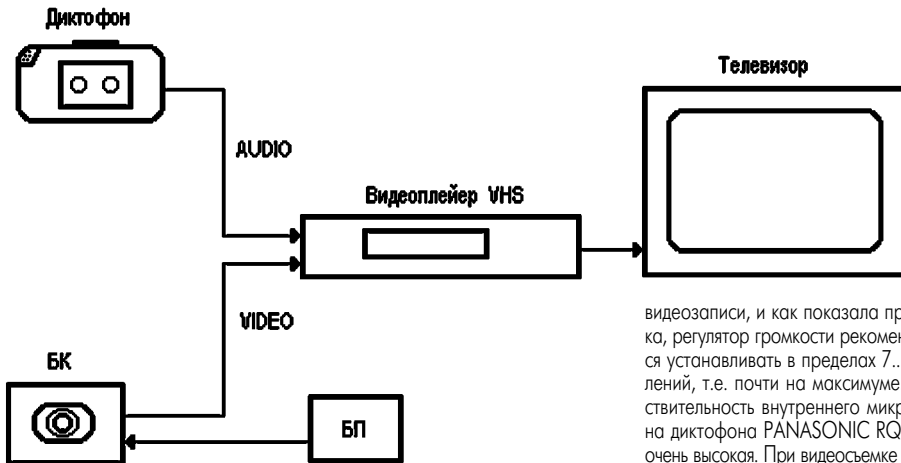 Диктофон
Телевизор
AUDIO
Видеоплейер VHS
VIDEO
БК
БП
видеозаписи, и как показала пр
ка, регулятор громкости рекомен
ся устанавливать в пределах 7..
лений, т.е. почти на максимуме
ствительность внутреннего микр
на диктофона PANASONIC RQ
очень высокая. При видеосъемке